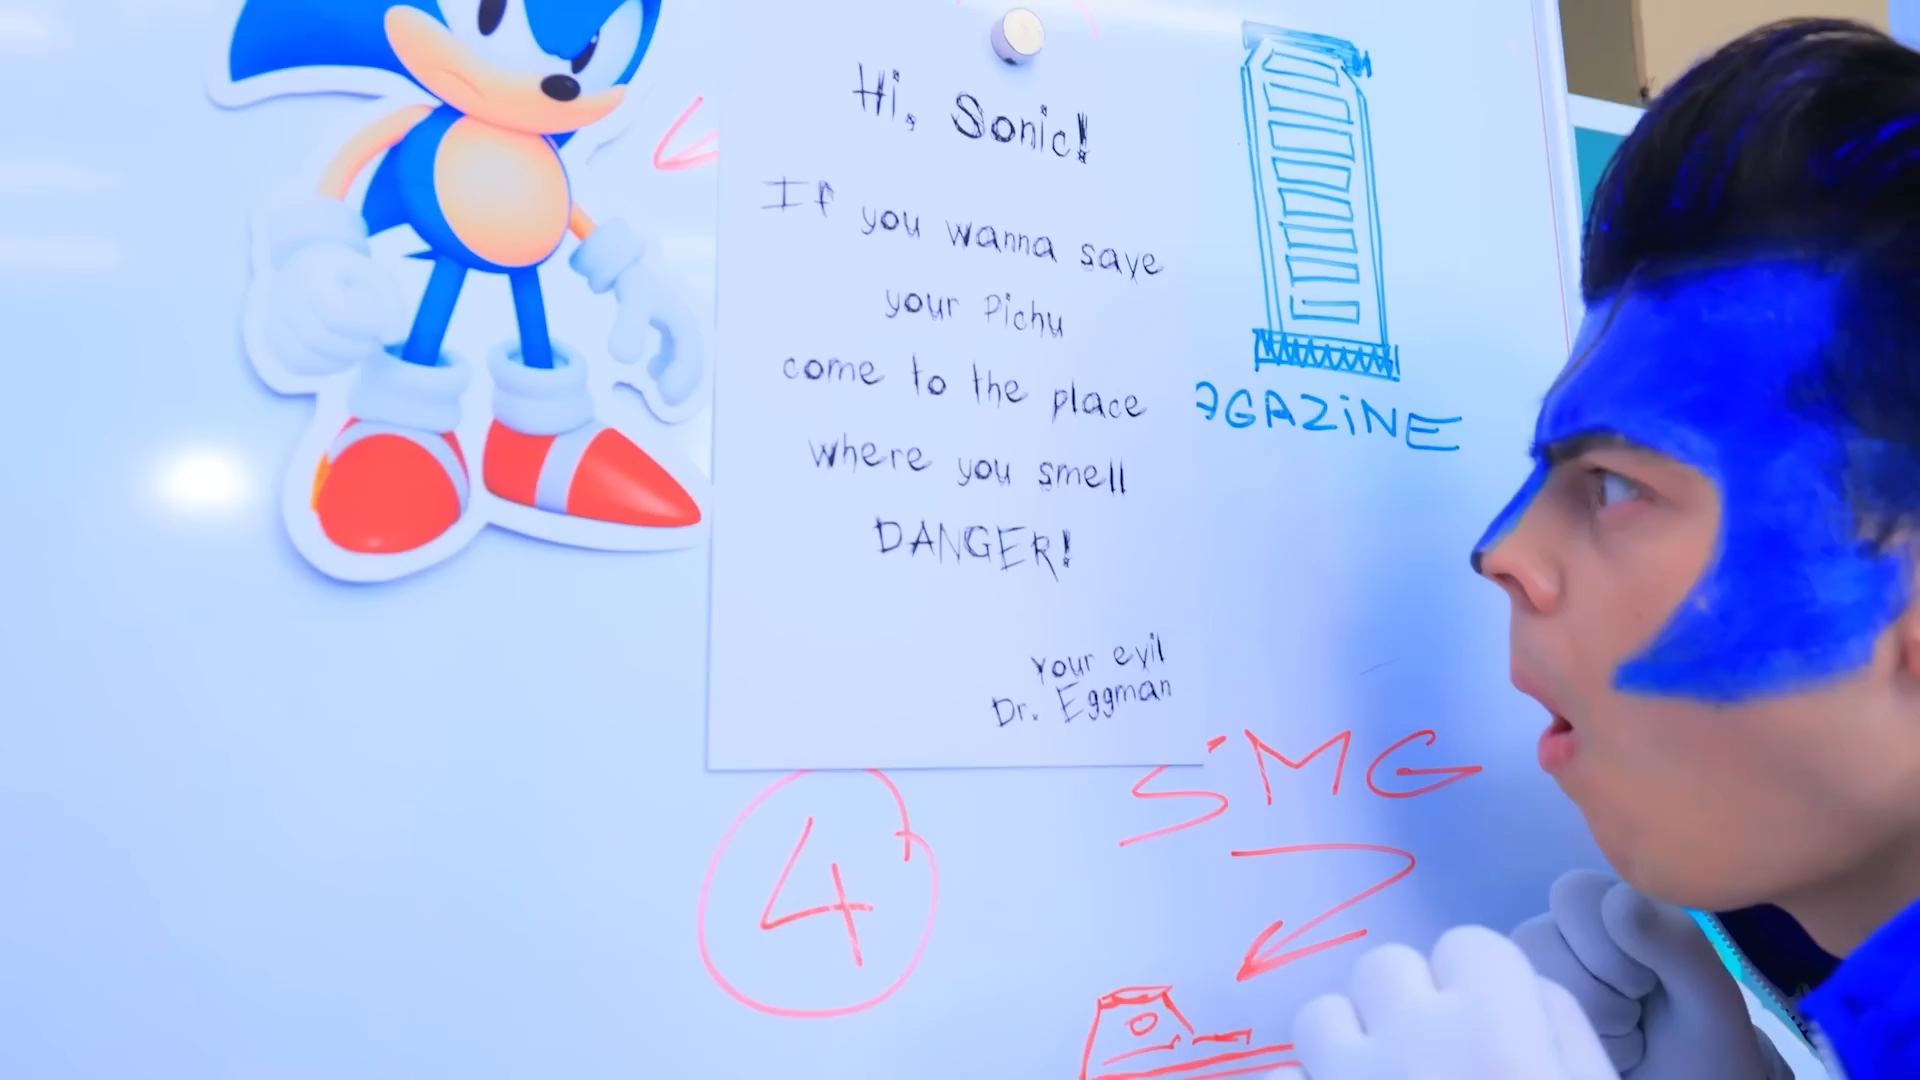 Hi, Sonic!
If you wanna save
your Pichu
come to the place
where you smell
DANGER!
Your evil
Dr. Eggman
AGAZINE
SMG
4